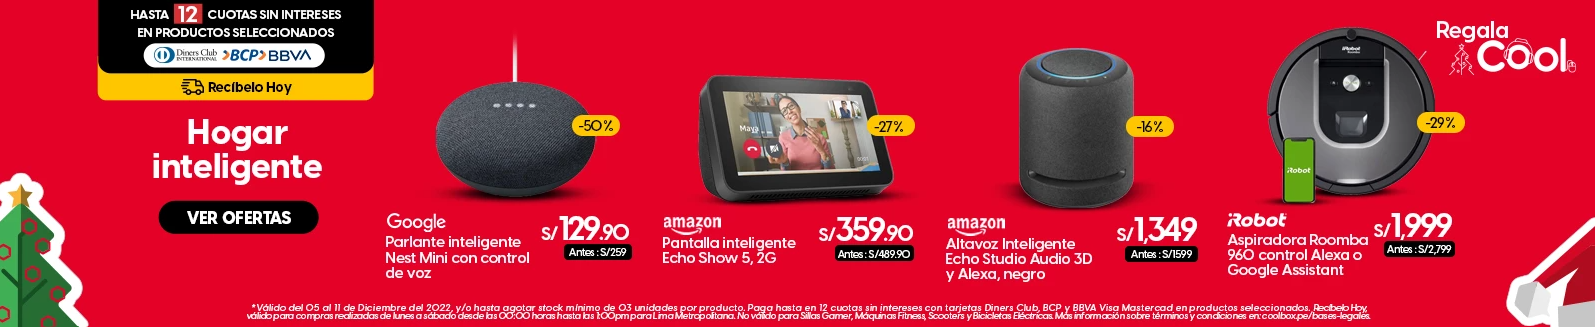 HASTA 12 CUOTAS SIN INTERESES
EN PRODUCTOS SELECCIONADOS
Diners Club INTERNATIONAL BCP BBVA
Recíbelo Hoy
Hogar
inteligente
VER OFERTAS
-50%
Google
Parlante inteligente
Nest Mini con control
de voz
S/129.90
Antes : S/259
Maya
-27%
amazon
Pantalla inteligente
Echo Show 5, 2G
S/359.90
Antes : S/489.90
-16%
amazon
Altavoz Inteligente
Echo Studio Audio 3D
y Alexa, negro
S/1,349
Antes : S/1599
iRobot
Roomba
iRobot
-29%
iRobot
Aspiradora Roomba
960 control Alexa o
Google Assistant
S/1,999
Antes : S/2,799
Regala
COOL
*Válido del 05 al 11 de Diciembre del 2022, y/o hasta agotar stock mínimo de 03 unidades por producto. Paga hasta en 12 cuotas sin intereses con tarjetas Diners Club, BCP y BBVA Visa Mastercad en productos seleccionados. Recíbelo Hoy,
válido para compras realizadas de lunes a sábado desde las 00:00 horas hasta las 1:00pm para Lima Metropolitana. No válido para Sillas Gamer, Máquinas Fitness, Scooters y Bicicletas Eléctricas. Más información sobre términos y condiciones en: coolbox.pe/bases-legales.